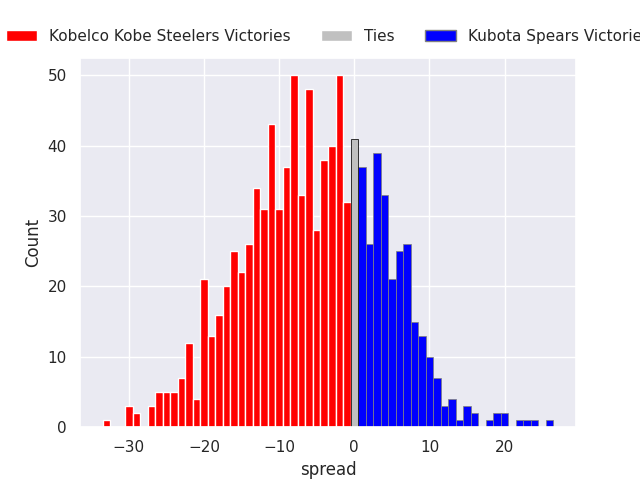 Kobelco Kobe Steelers Victories Ties Kubota Spears Victorie
50
40
30
20
10
0
Count
−30 −20 −10 0 10 20
spread